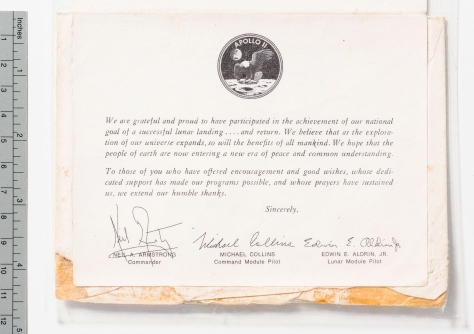 Inches
1
2
3
4
5
6
7
8
9
10
11
12
APOLLO 11
We are grateful and proud to have participated in the achievement of our national
goal of a successful lunar landing....and return. We believe that as the explora-
tion of our universe expands, so will the benefits of all mankind. We hope that the
people of earth are now entering a new era of peace and common understanding.
To those of you who have offered encouragement and good wishes, whose dedi-
cated support has made our programs possible, and whose prayers have sustained
us, we extend our humble thanks.
Sincerely,
Neil Armstrong Michael Collins Edwin E. Aldrin Jr
NEIL A. ARMSTRONG MICHAEL COLLINS EDWIN E. ALDRIN, JR.
Commander Command Module Pilot Lunar Module Pilot